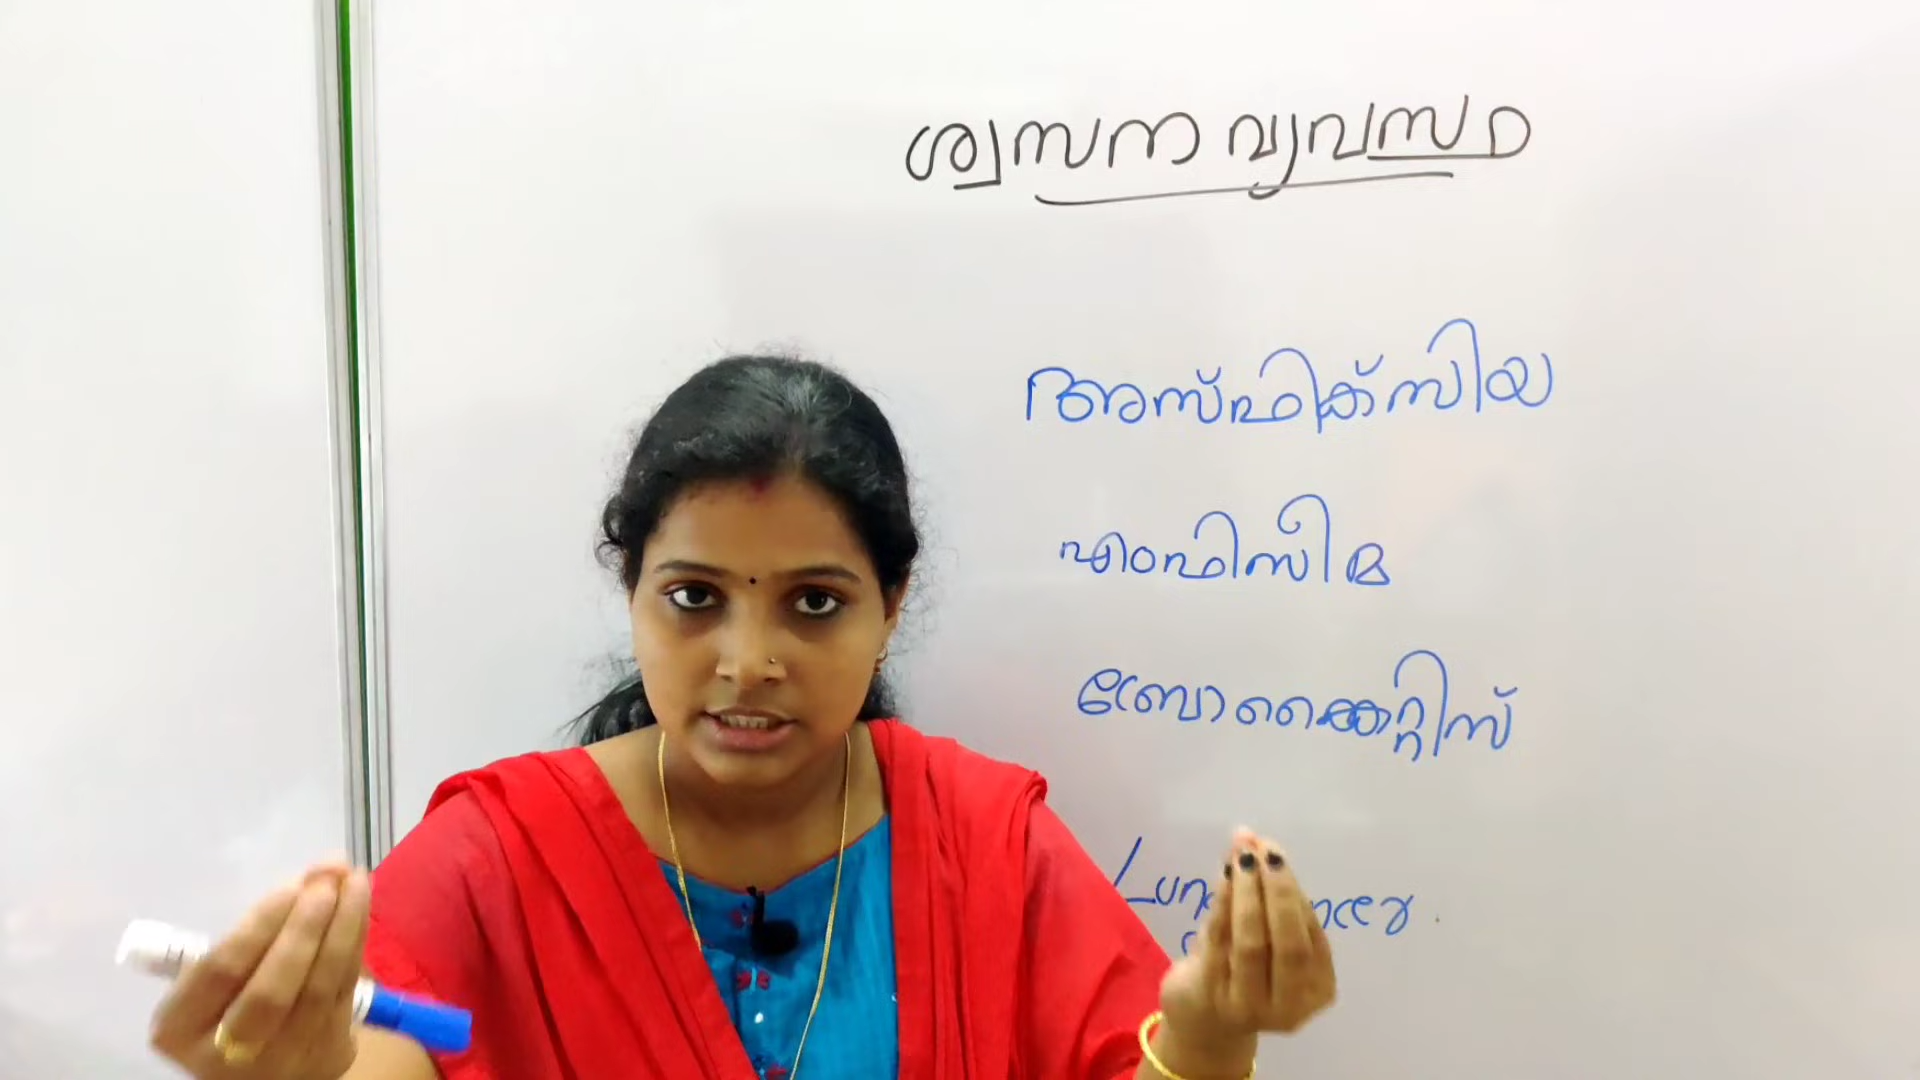 ശ്വസന വ്യവസ്ഥ
അസ്ഫിക്സിയ
എംഫിസീമ
ബ്രോങ്കൈറ്റിസ്